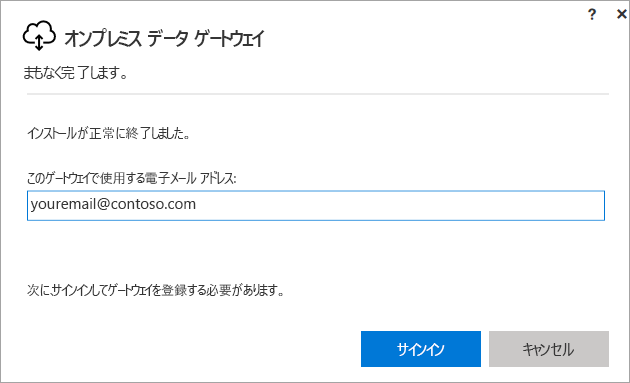 ? ×
オンプレミス データ ゲートウェイ
まもなく完了します。
インストールが正常に終了しました。
このゲートウェイで使用する電子メール アドレス:
youremail@contoso.com
次に、サインインしてゲートウェイを登録する必要があります。
サインイン キャンセル